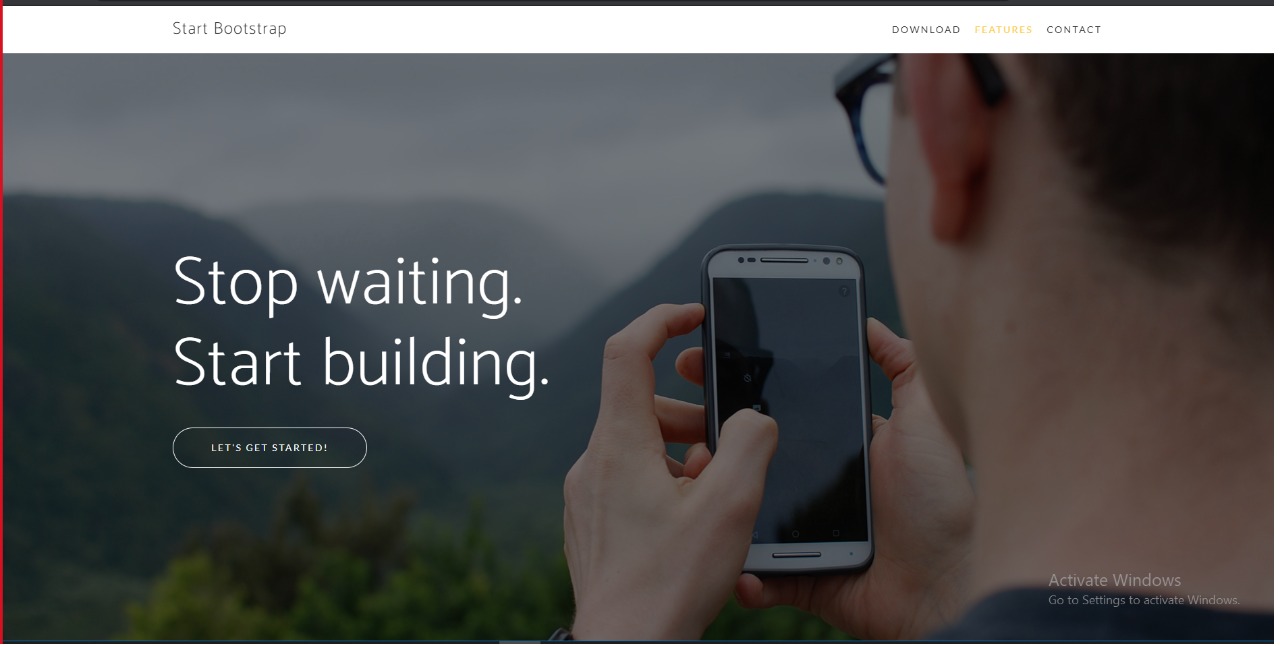 Start Bootstrap
DOWNLOAD FEATURES CONTACT
Stop waiting.
Start building.
LET'S GET STARTED!
Activate Windows
Go to Settings to activate Windows.